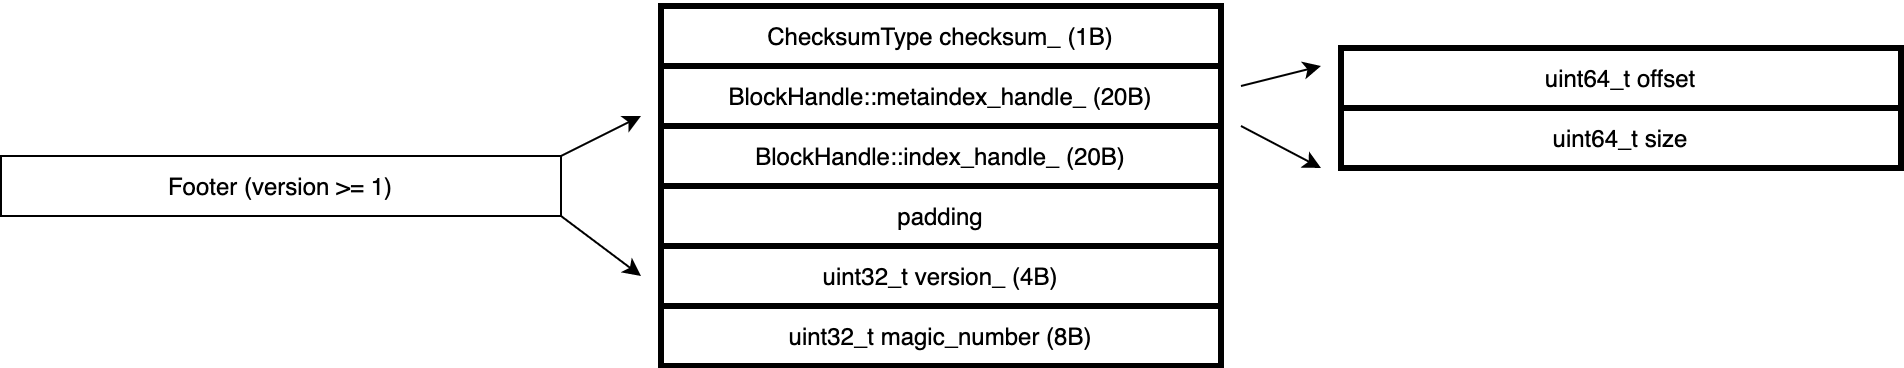 Footer (version >= 1)
ChecksumType checksum_ (1B)
BlockHandle::metaindex_handle_ (20B)
BlockHandle::index_handle_ (20B)
padding
uint32_t version_ (4B)
uint32_t magic_number (8B)
uint64_t offset
uint64_t size